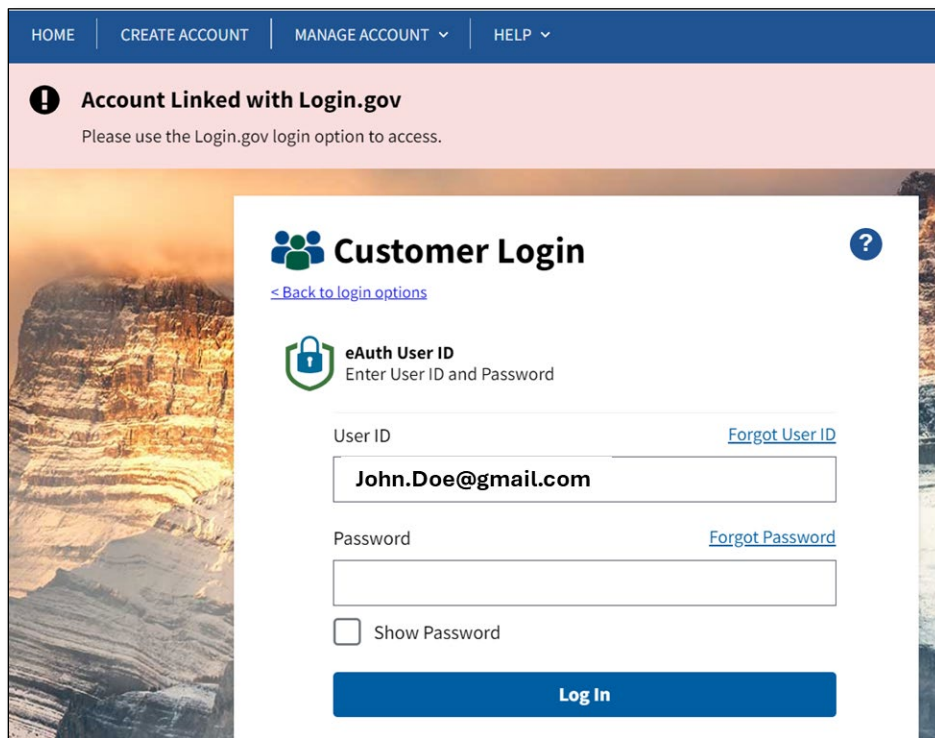 HOME CREATE ACCOUNT MANAGE ACCOUNT HELP
Account Linked with Login.gov
Please use the Login.gov login option to access.
Customer Login
?
< Back to login options
eAuth User ID
Enter User ID and Password
User ID Forgot User ID
John.Doe@gmail.com
Password Forgot Password
Show Password
Log In